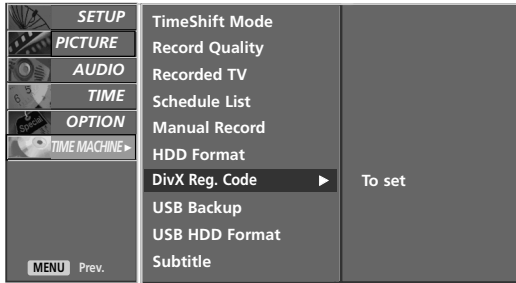 SETUP
PICTURE
AUDIO
TIME
OPTION
Special
TIME MACHINE ►
MENU Prev.
TimeShift Mode
Record Quality
Recorded TV
Schedule List
Manual Record
HDD Format
DivX Reg. Code ►
USB Backup
USB HDD Format
Subtitle
To set